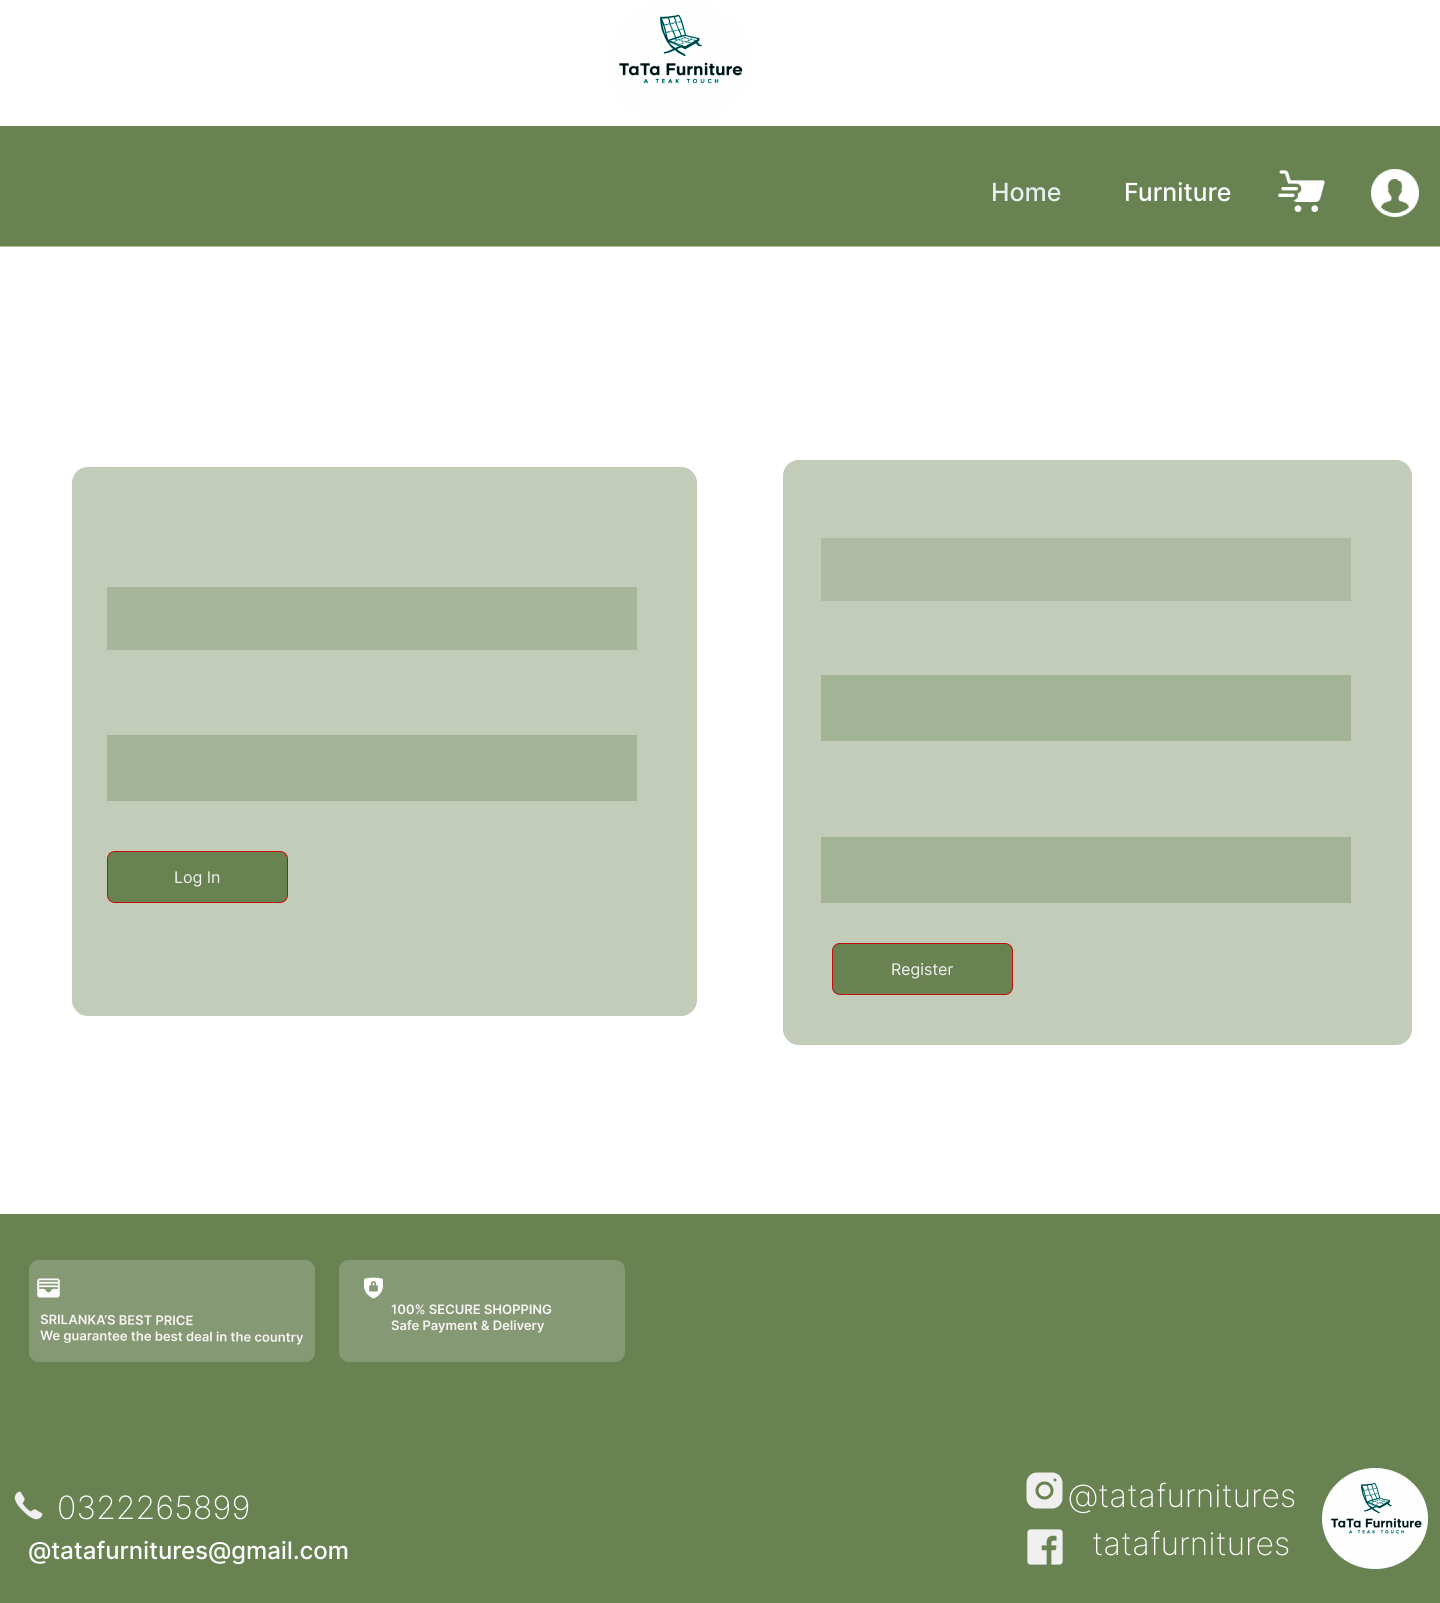 TaTa Furniture
A TEAK TOUCH
Home
Furniture
Log In
Register
SRILANKA'S BEST PRICE
We guarantee the best deal in the country
100% SECURE SHOPPING
Safe Payment & Delivery
0322265899
@tatafurnitures@gmail.com
@tatafurnitures
tatafurnitures
TaTa Furniture
A TEAK TOUCH